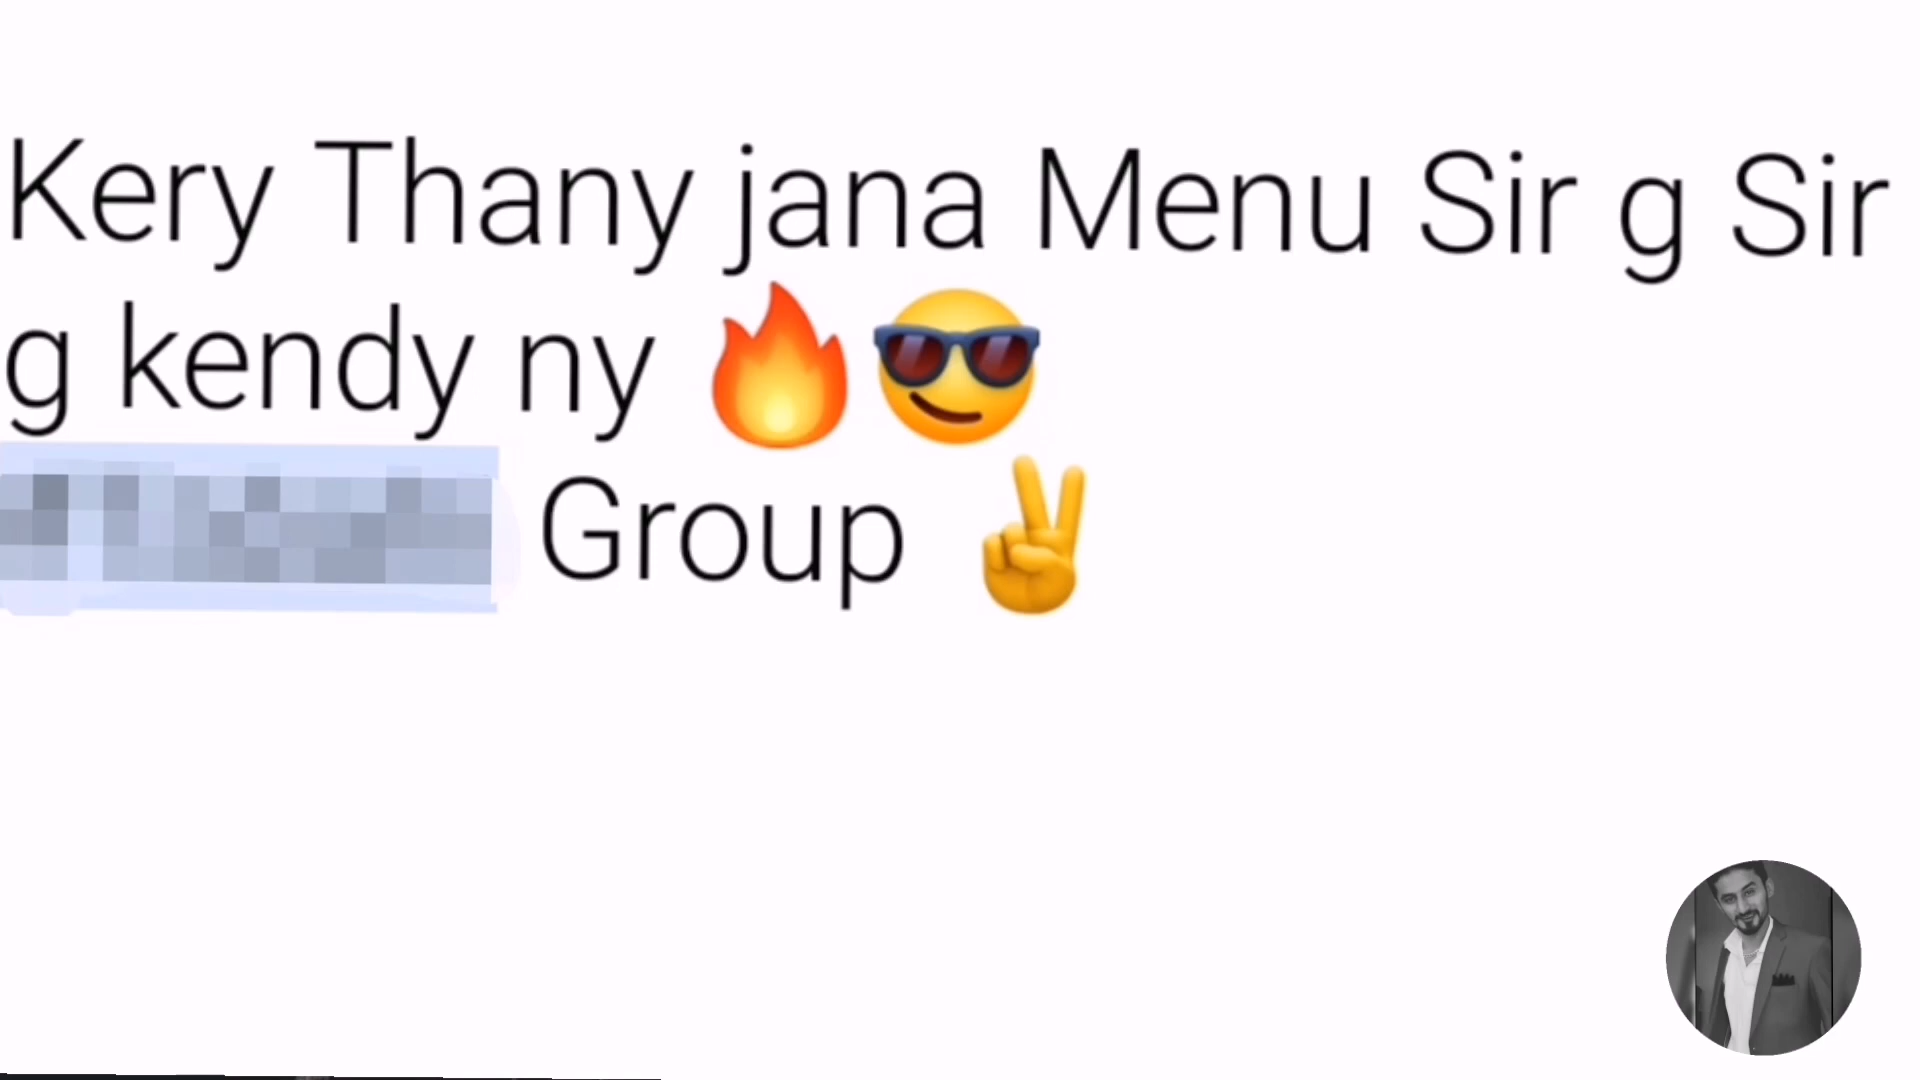 Kery Thany jana Menu Sir g Sir
g kendy ny 🔥😎
Group ✌️